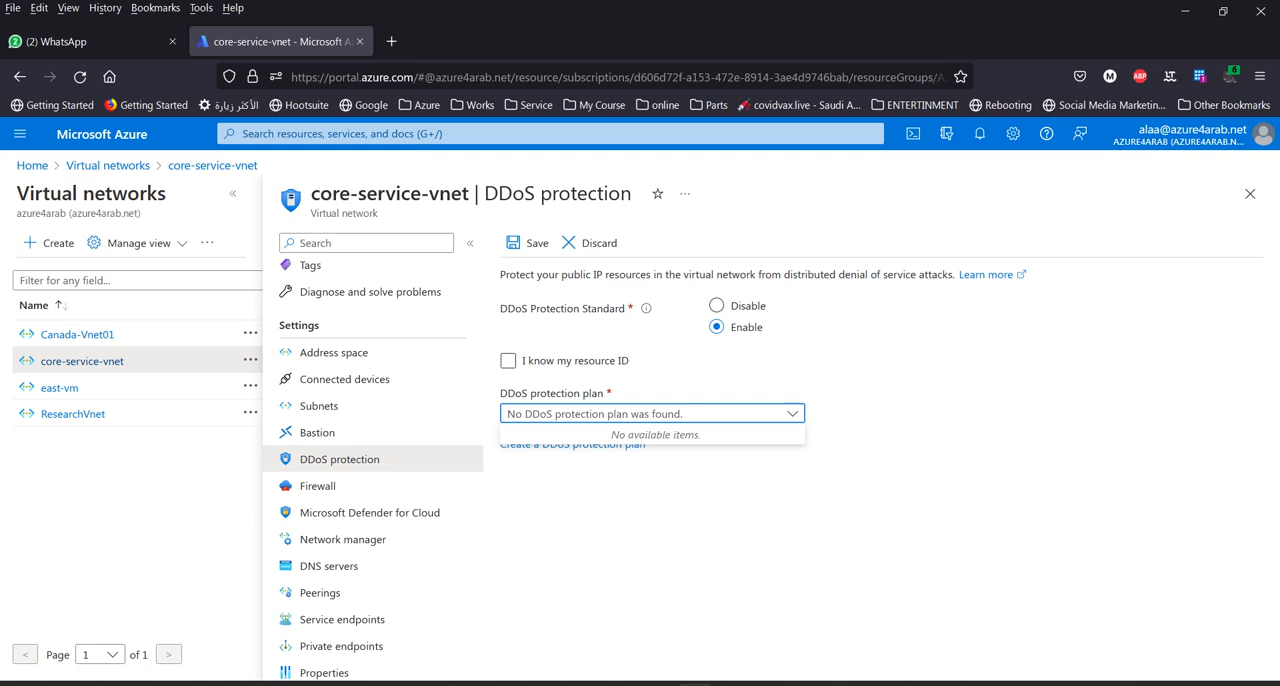 File Edit View History Bookmarks Tools Help
(2) WhatsApp
core-service-vnet - Microsoft A
https://portal.azure.com/#@azure4arab.net/resource/subscriptions/d606d72f-a153-472e-8914-3ae4d9746bab/resourceGroups/A
Getting Started Getting Started الأكثر زيارة Hootsuite Google Azure Works Service My Course online Parts covidvax.live - Saudi A... ENTERTINMENT Rebooting Social Media Marketin... Other Bookmarks
Microsoft Azure
Search resources, services, and docs (G+/)
alaa@azure4arab.net
AZURE4ARAB (AZURE4ARAB.N...
Home > Virtual networks > core-service-vnet
Virtual networks
azure4arab (azure4arab.net)
Create Manage view
Filter for any field...
Name
Canada-Vnet01
core-service-vnet
east-vm
ResearchVnet
< Page 1 of 1 >
core-service-vnet | DDoS protection
Virtual network
Search
Tags
Diagnose and solve problems
Settings
Address space
Connected devices
Subnets
Bastion
DDoS protection
Firewall
Microsoft Defender for Cloud
Network manager
DNS servers
Peerings
Service endpoints
Private endpoints
Properties
Save Discard
Protect your public IP resources in the virtual network from distributed denial of service attacks. Learn more
DDoS Protection Standard *
Disable
Enable
I know my resource ID
DDoS protection plan *
No DDoS protection plan was found.
No available items.
Create a DDoS protection plan